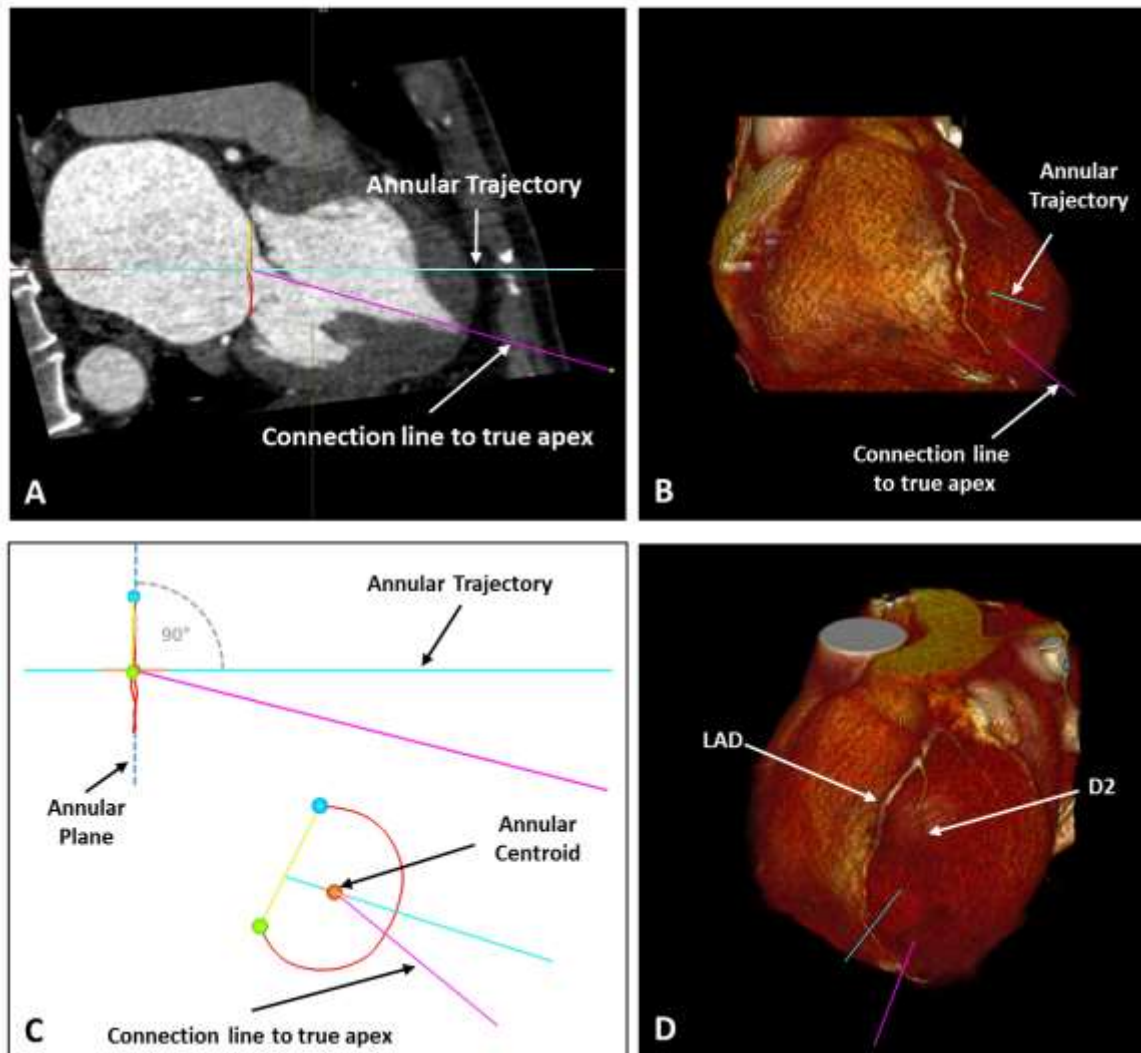 Annular Trajectory
Connection line to true apex
A
Annular
Trajectory
Connection line
to true apex
B
Annular Trajectory
90°
Annular
Plane
Annular
Centroid
Connection line to true apex
C
LAD
D2
D